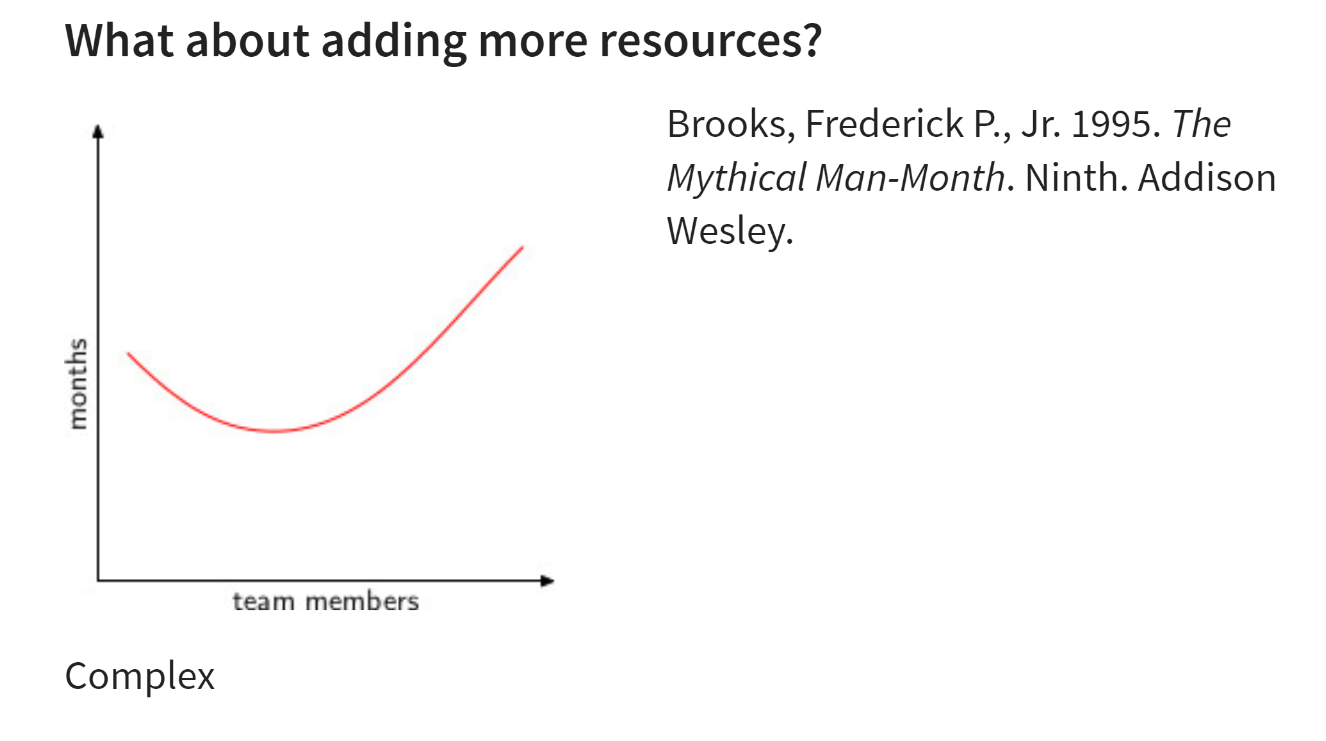 What about adding more resources?
months
team members
Complex
Brooks, Frederick P., Jr. 1995. The
Mythical Man-Month. Ninth. Addison
Wesley.